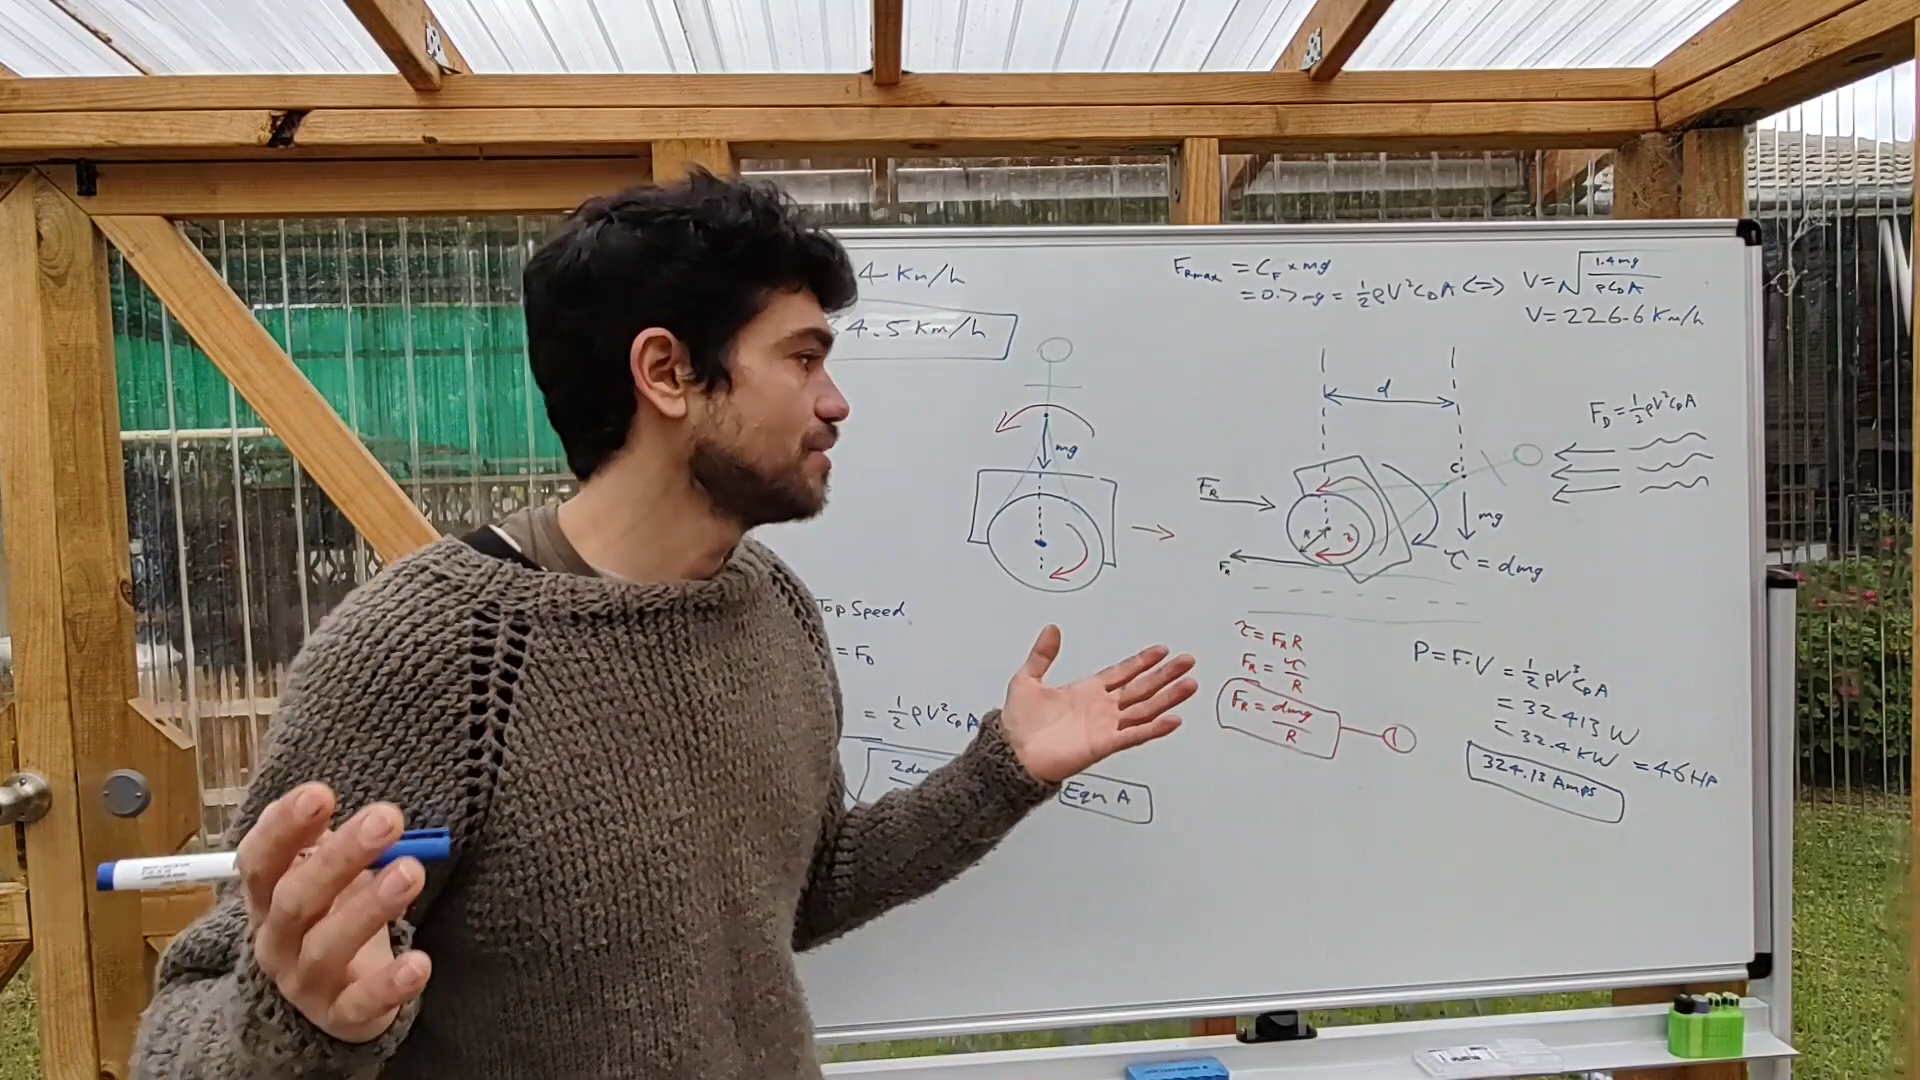 4 Km/h
4.5 Km/h
mg
Top Speed
= F_D
= ½ρV²C_DA
2dm
Eqn A
F_Rmax = C_F × mg
= 0.7mg = ½ρV²C_DA <=> V = √(1.4mg/ρC_DA)
V = 226.6 Km/h
d
F_D = ½ρV²C_DA
C
F_R
mg
R
τ
F_R
τ = dmg
τ = F_R R
F_R = τ/R
F_R = dmg/R
1
P = F·V = ½ρV³C_DA
= 32413W
= 32.4 KW = 46HP
324.13 Amps